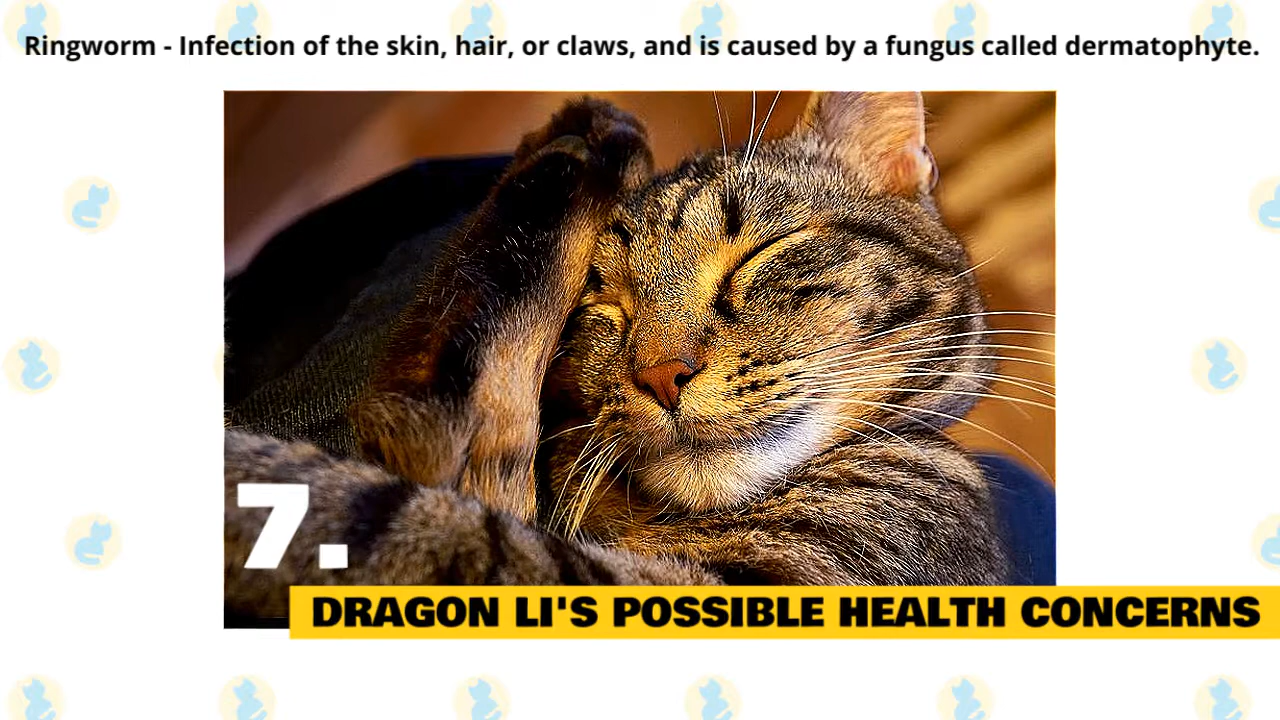 Ringworm - Infection of the skin, hair, or claws, and is caused by a fungus called dermatophyte.
7.
DRAGON LI'S POSSIBLE HEALTH CONCERNS